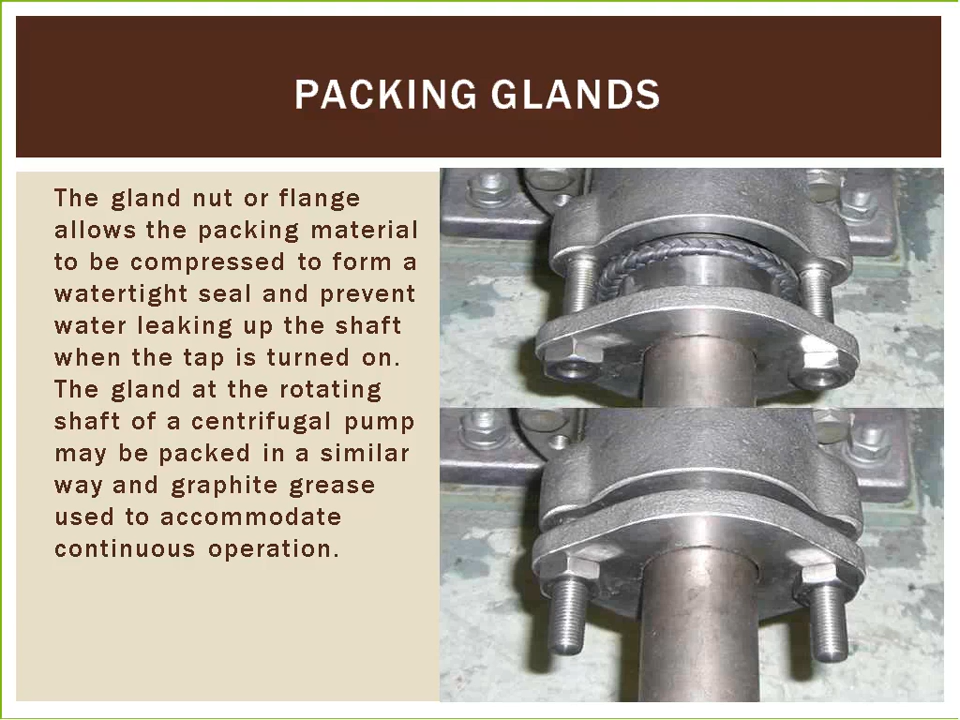 PACKING GLANDS
The gland nut or flange
allows the packing material
to be compressed to form a
watertight seal and prevent
water leaking up the shaft
when the tap is turned on.
The gland at the rotating
shaft of a centrifugal pump
may be packed in a similar
way and graphite grease
used to accommodate
continuous operation.